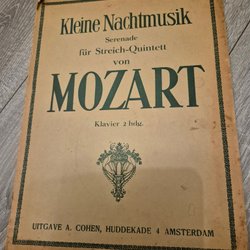 Kleine Nachtmusik
Serenade
für Streich-Quintett
von
MOZART
Klavier 2 hdg.
UITGAVE A. COHEN, HUDDEKADE 4 AMSTERDAM